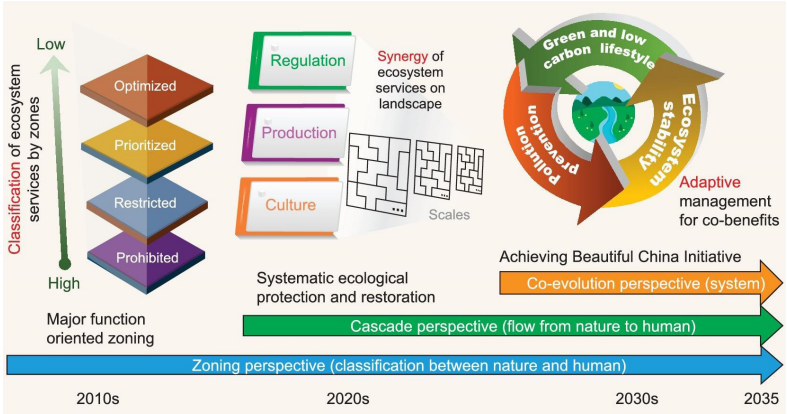 Classification of ecosystem
services by zones
Low
High
Optimized
Prioritized
Restricted
Prohibited
Major function
oriented zoning
Regulation
Production
Culture
Synergy of
ecosystem
services on
landscape
Scales
Systematic ecological
protection and restoration
Green and low
carbon lifestyle
Pollution
prevention
Ecosystem
stability
Adaptive
management
for co-benefits
Achieving Beautiful China Initiative
Co-evolution perspective (system)
Cascade perspective (flow from nature to human)
Zoning perspective (classification between nature and human)
2010s
2020s
2030s
2035